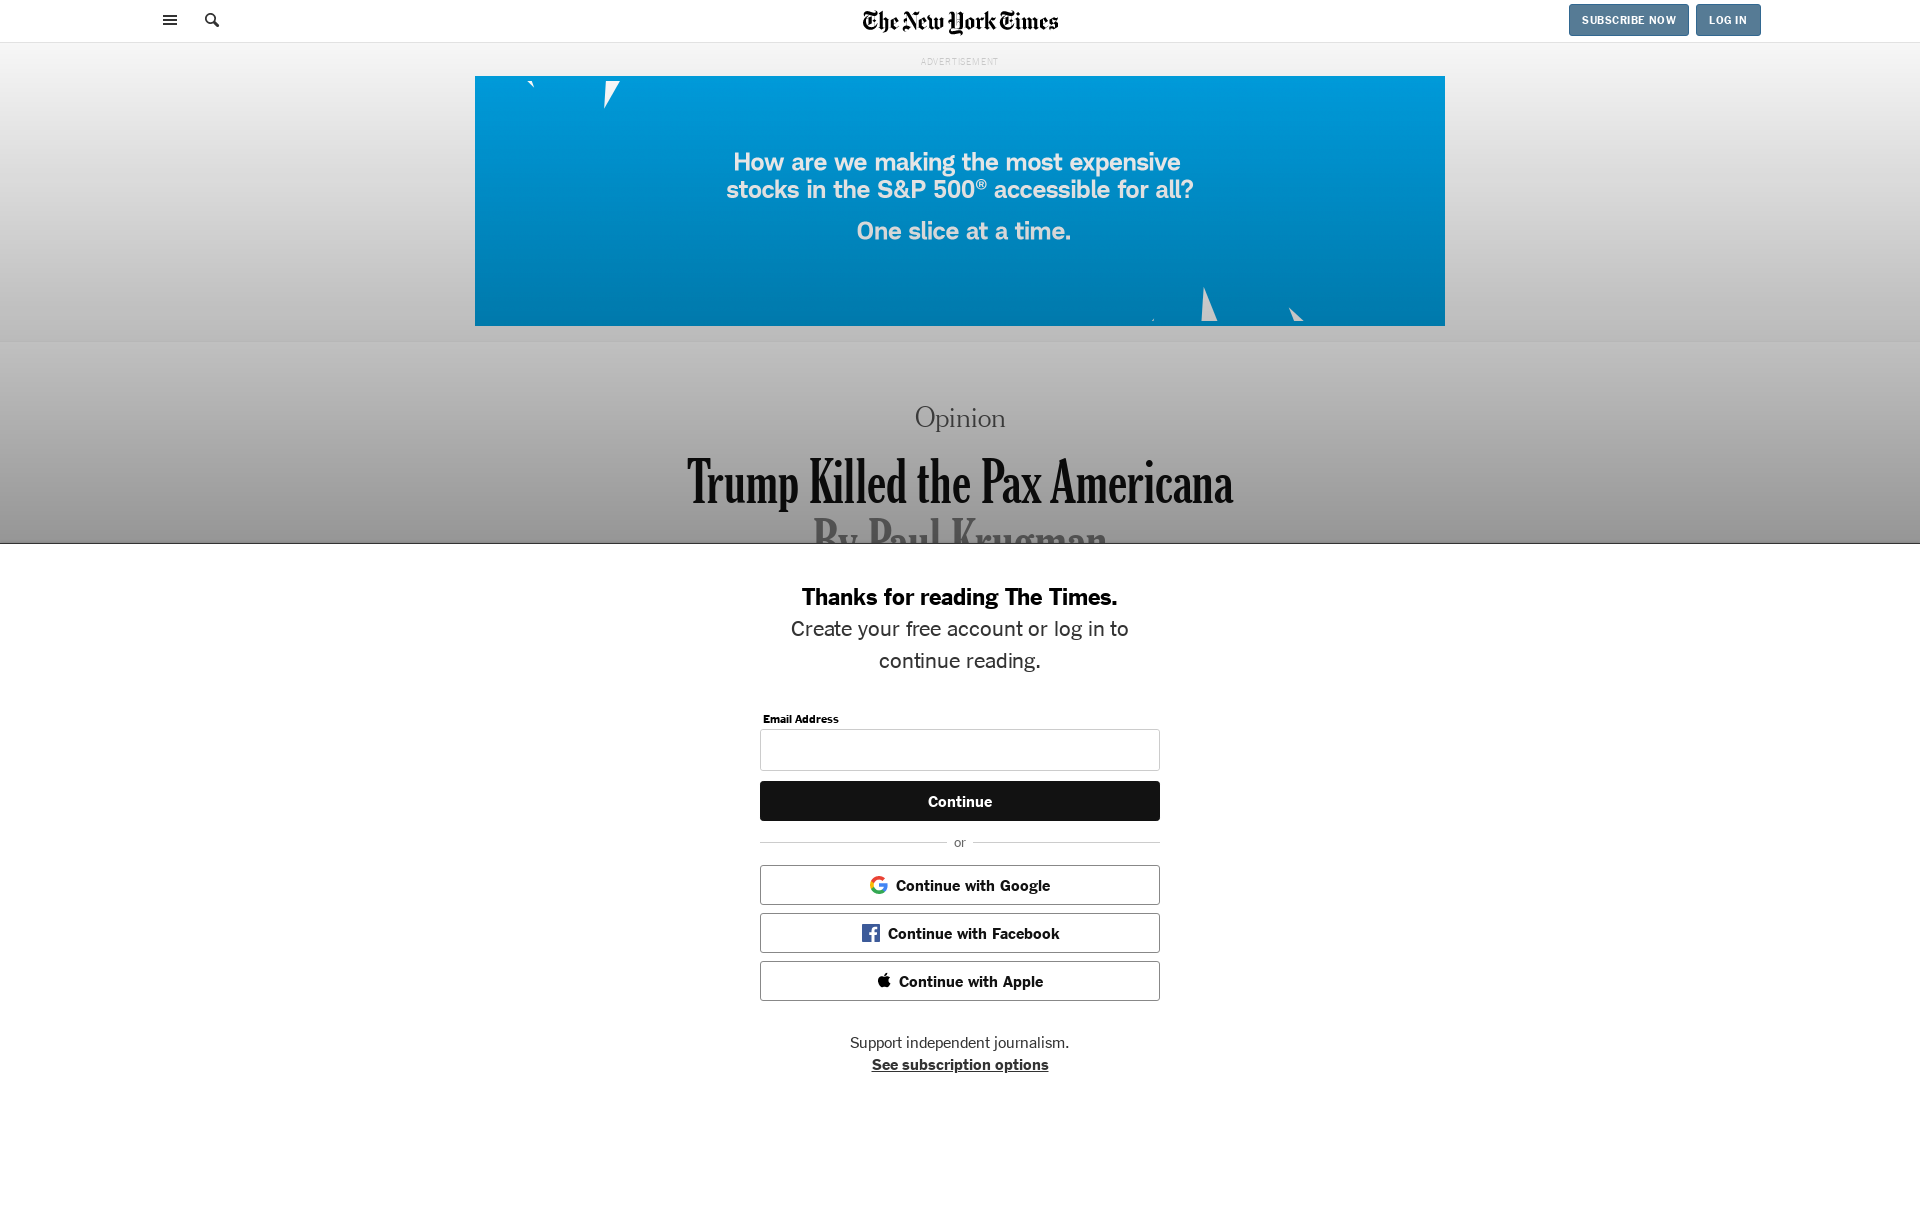 The New York Times
SUBSCRIBE NOW
LOG IN
ADVERTISEMENT
How are we making the most expensive
stocks in the S&P 500® accessible for all?
One slice at a time.
Opinion
Trump Killed the Pax Americana
By Paul Krugman
Thanks for reading The Times.
Create your free account or log in to
continue reading.
Email Address
Continue
or
Continue with Google
Continue with Facebook
Continue with Apple
Support independent journalism.
See subscription options